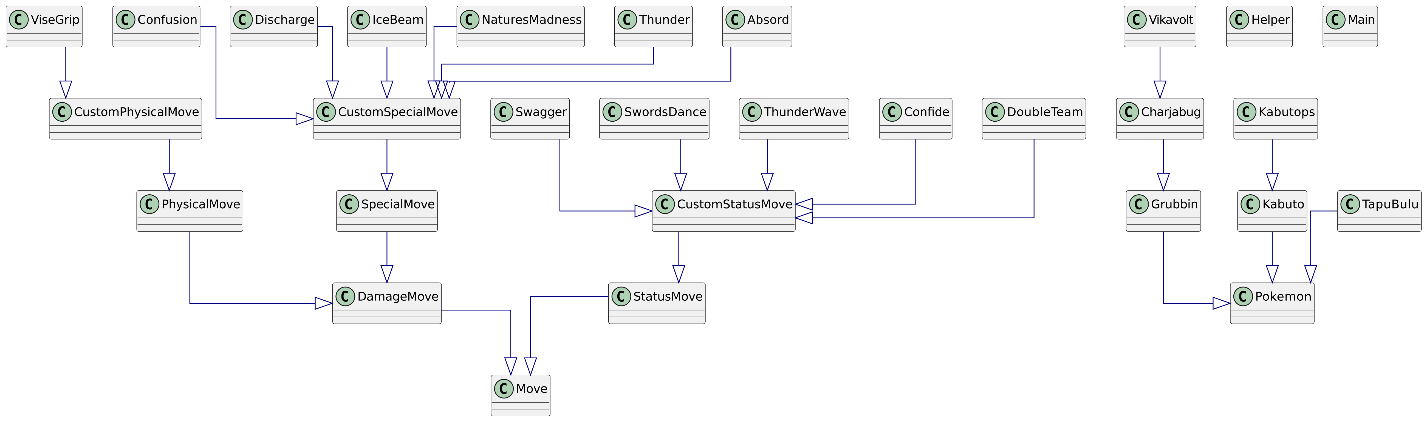 C ViseGrip
C Confusion
C Discharge
C IceBeam
C NaturesMadness
C Thunder
C Absord
C Vikavolt
C Helper
C Main
C CustomPhysicalMove
C CustomSpecialMove
C Swagger
C SwordsDance
C ThunderWave
C Confide
C DoubleTeam
C Charjabug
C Kabutops
C PhysicalMove
C SpecialMove
C CustomStatusMove
C Grubbin
C Kabuto
C TapuBulu
C DamageMove
C StatusMove
C Pokemon
C Move